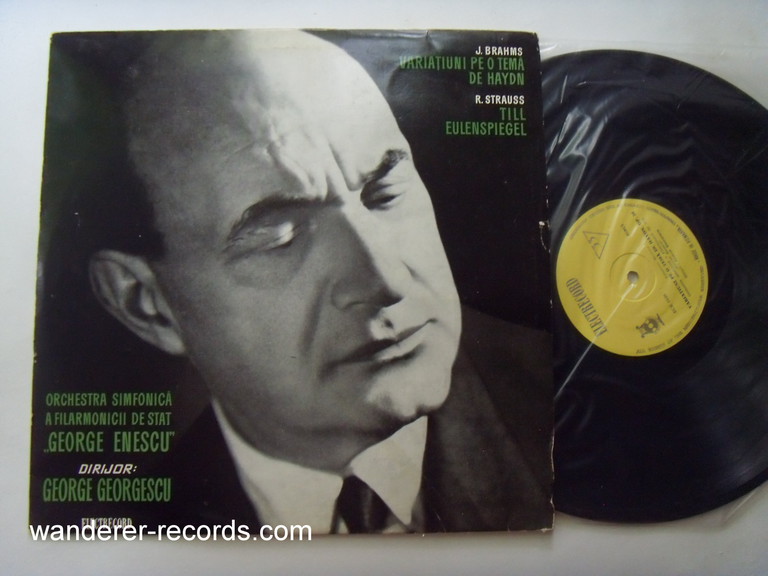 J. BRAHMS
VARIAȚIUNI PE O TEMĂ
DE HAYDN
R. STRAUSS
TILL
EULENSPIEGEL
ORCHESTRA SIMFONICĂ
A FILARMONICII DE STAT
„GEORGE ENESCU"
DIRIJOR:
GEORGE GEORGESCU
ELECTRECORD
wanderer-records.com
ELECTRECORD